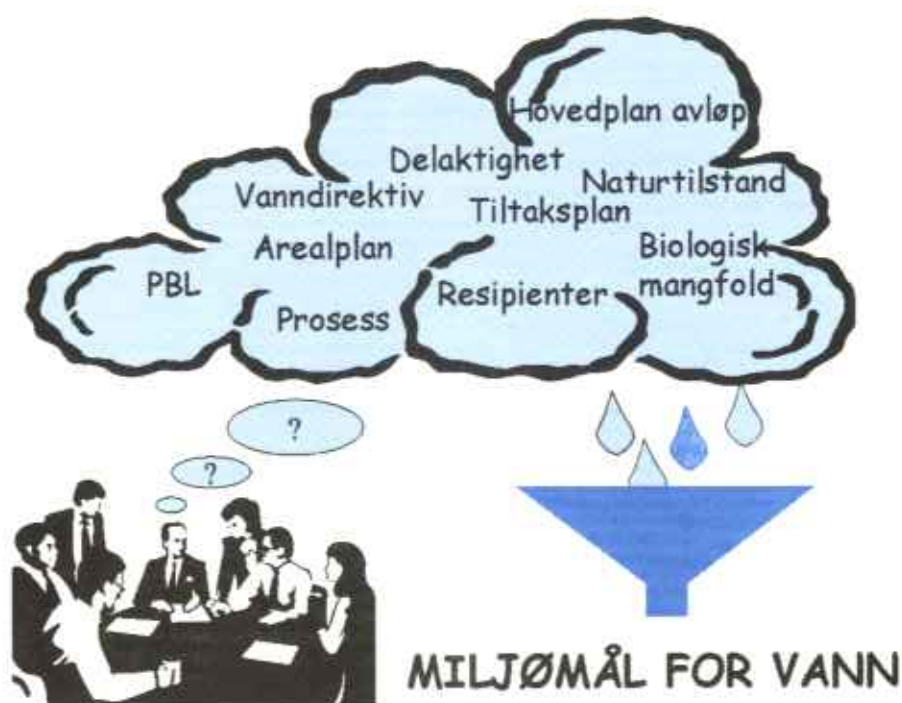 Hovedplan avløp
Delaktighet
Naturtilstand
Vanndirektiv
Tiltaksplan
Arealplan
Biologisk
mangfold
PBL
Resipienter
Prosess
?
?
MILJØMÅL FOR VANN